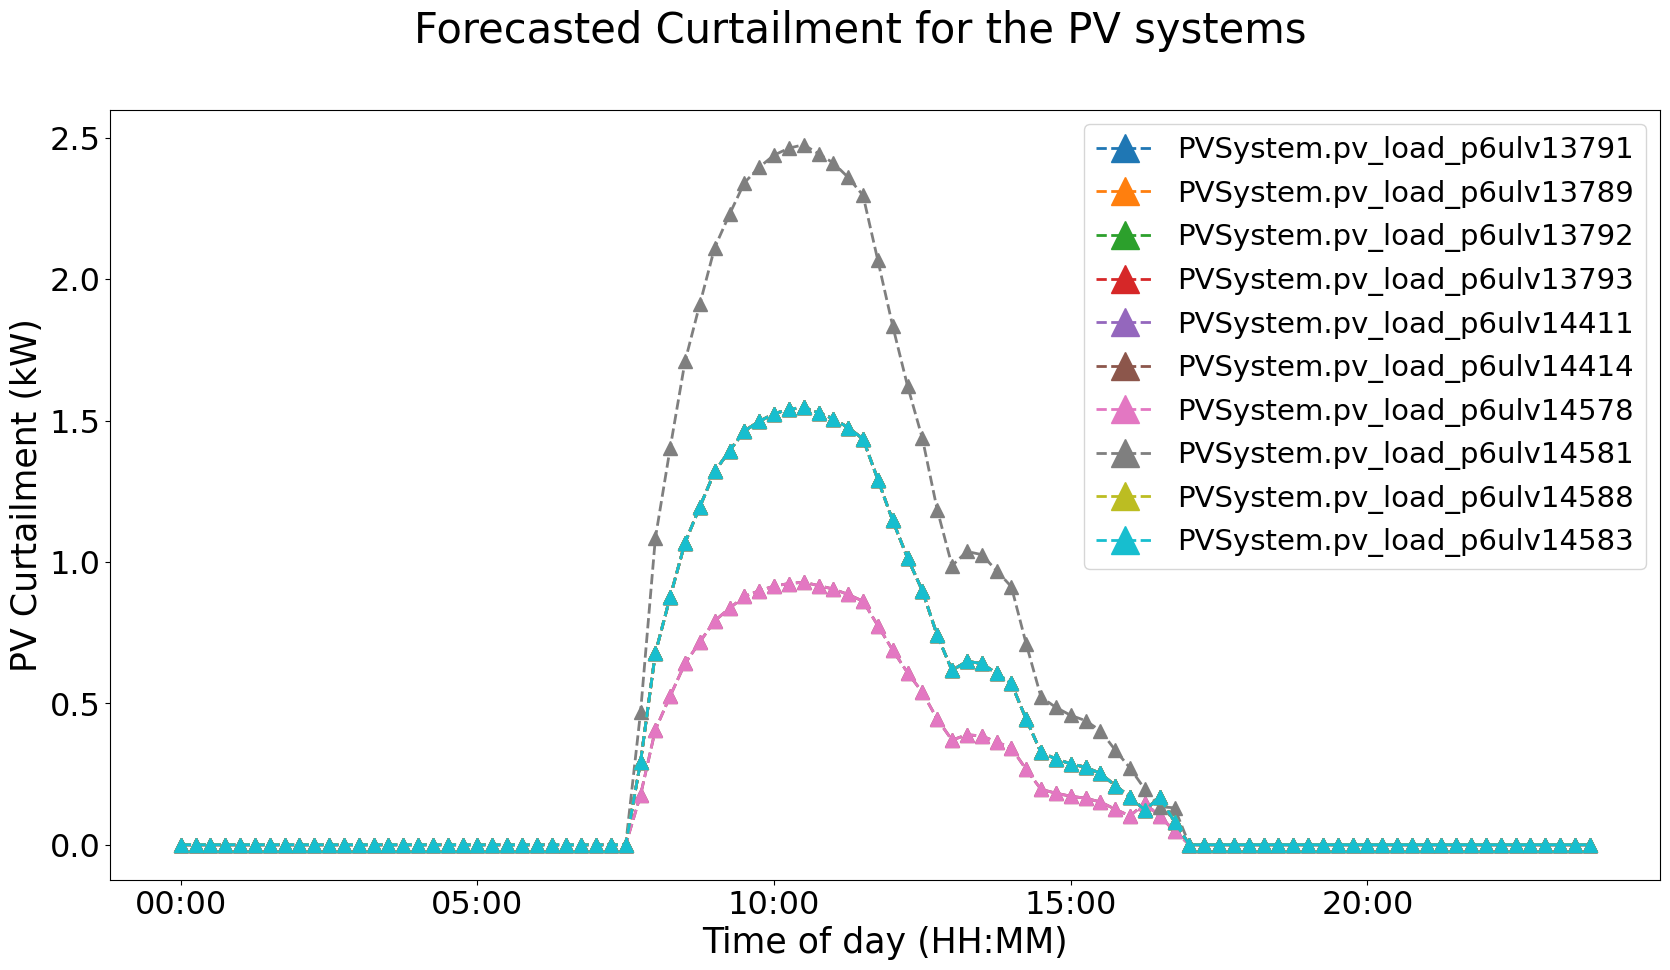 Forecasted Curtailment for the PV systems
2.5
2.0
1.5
1.0
0.5
0.0
PV Curtailment (kW)
PVSystem.pv_load_p6ulv13791
PVSystem.pv_load_p6ulv13789
PVSystem.pv_load_p6ulv13792
PVSystem.pv_load_p6ulv13793
PVSystem.pv_load_p6ulv14411
PVSystem.pv_load_p6ulv14414
PVSystem.pv_load_p6ulv14578
PVSystem.pv_load_p6ulv14581
PVSystem.pv_load_p6ulv14588
PVSystem.pv_load_p6ulv14583
00:00 05:00 10:00 15:00 20:00
Time of day (HH:MM)